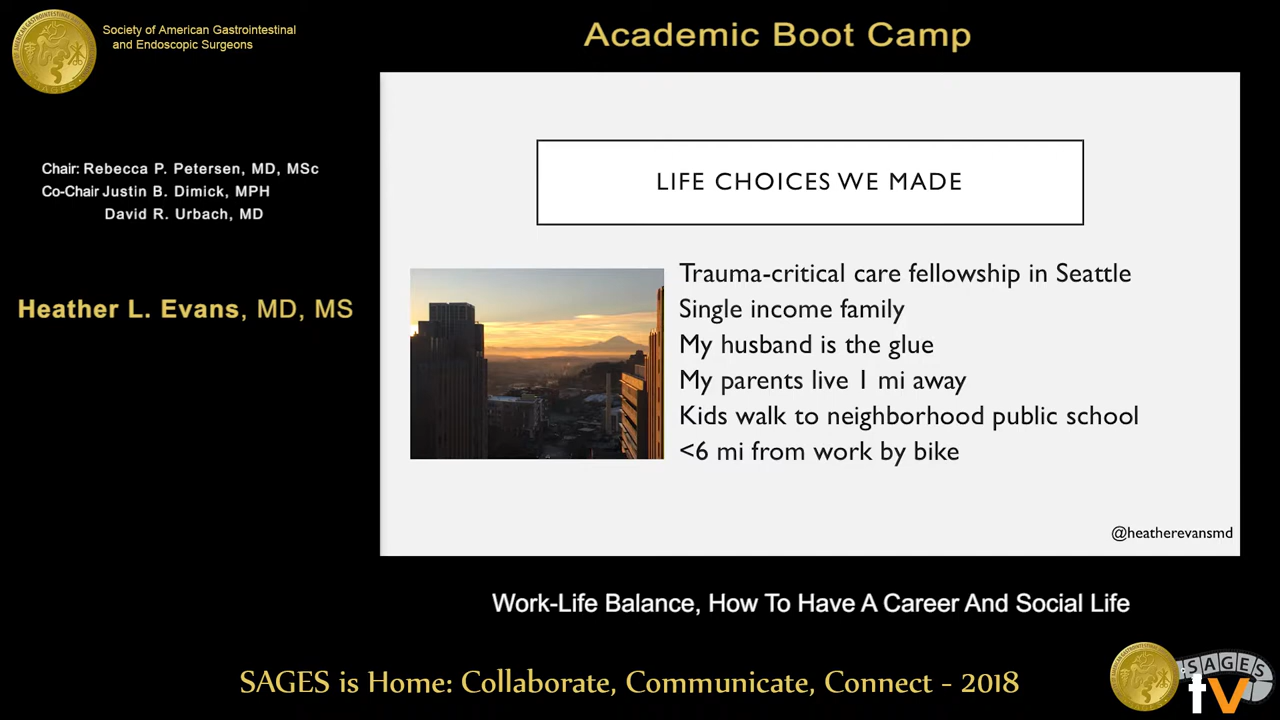 Society of American Gastrointestinal
and Endoscopic Surgeons
Academic Boot Camp
Chair: Rebecca P. Petersen, MD, MSc
Co-Chair Justin B. Dimick, MPH
David R. Urbach, MD
Heather L. Evans, MD, MS
LIFE CHOICES WE MADE
Trauma-critical care fellowship in Seattle
Single income family
My husband is the glue
My parents live 1 mi away
Kids walk to neighborhood public school
<6 mi from work by bike
@heatherevansmd
Work-Life Balance, How To Have A Career And Social Life
SAGES is Home: Collaborate, Communicate, Connect - 2018
SAGES
tv